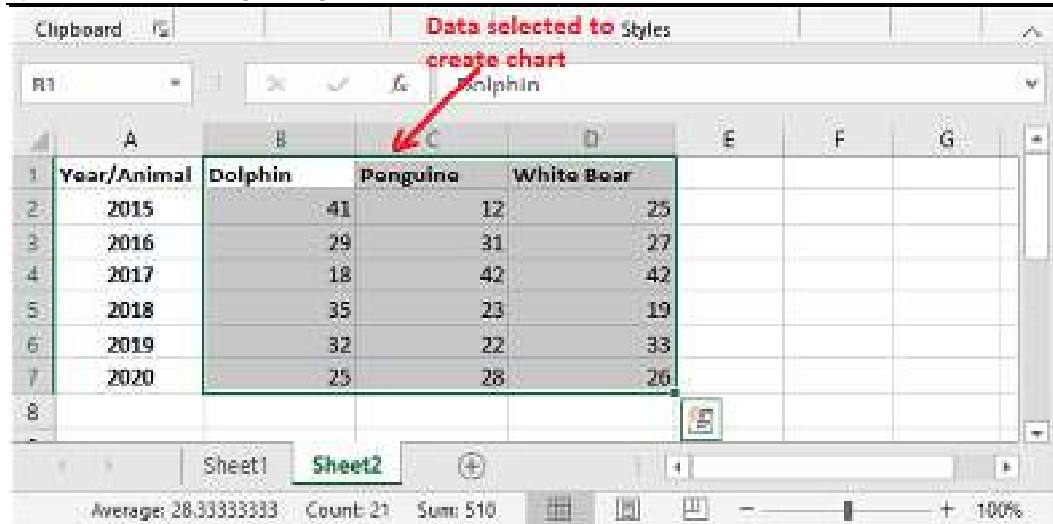 Clipboard Data selected to Styles
create chart
B1 fx Dolphin
A B C D E F G
1 Year/Animal Dolphin Penguine White Bear
2 2015 41 12 25
3 2016 29 31 27
4 2017 18 42 42
5 2018 35 23 19
6 2019 32 22 33
7 2020 25 28 26
8
Sheet1 Sheet2
Average: 28.33333333 Count: 21 Sum: 510 100%